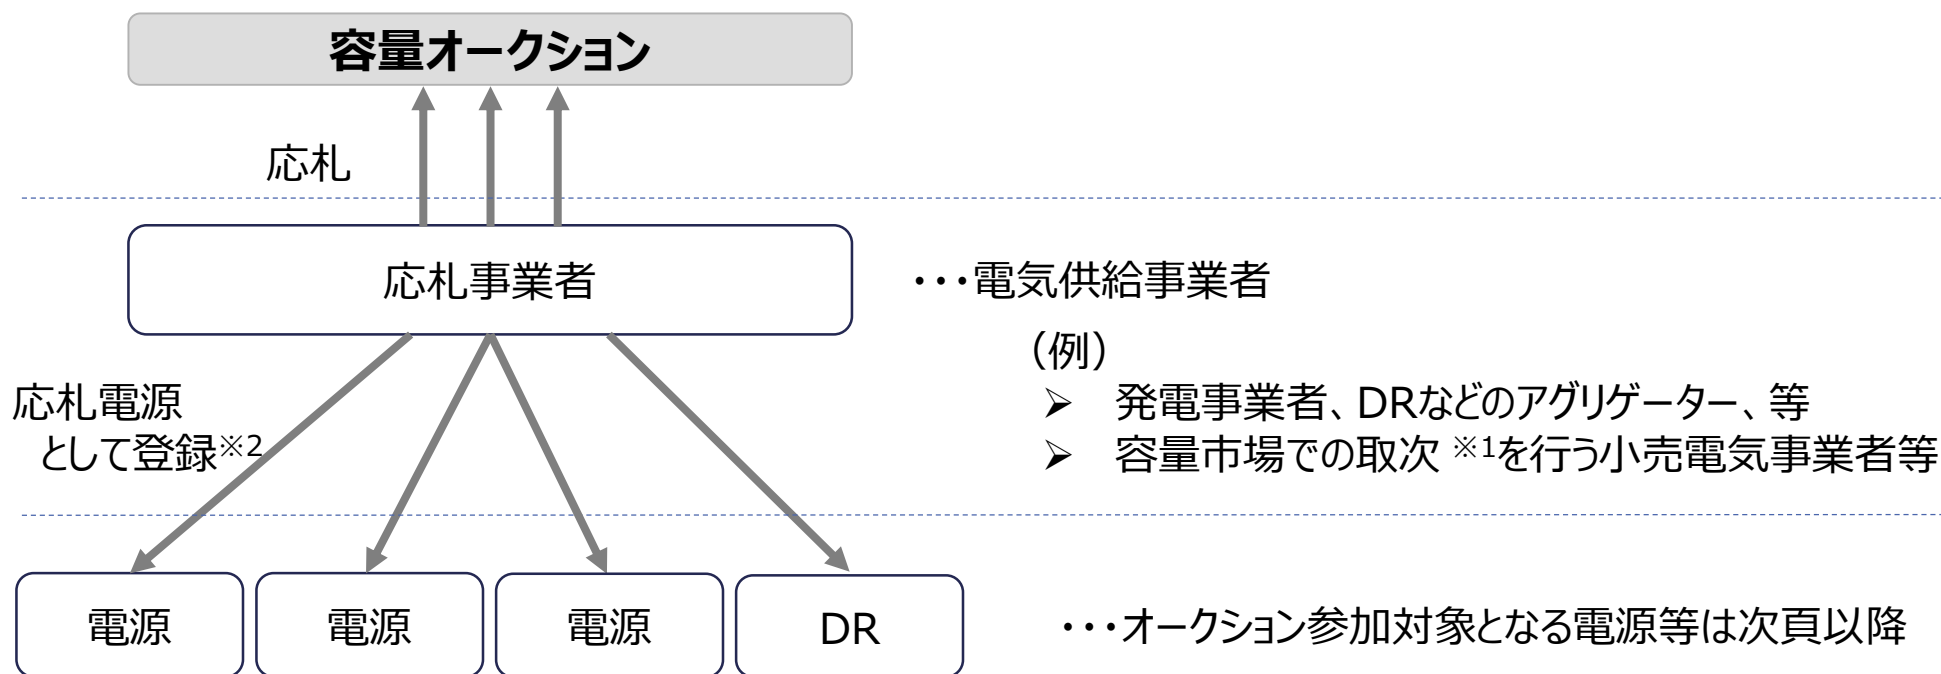 容量オークション
応札
応札事業者
・・・電気供給事業者
（例）
➢ 発電事業者、DRなどのアグリゲーター、等
➢ 容量市場での取次 ※1を行う小売電気事業者等
応札電源
として登録※2
電源
電源
電源
DR
・・・オークション参加対象となる電源等は次頁以降